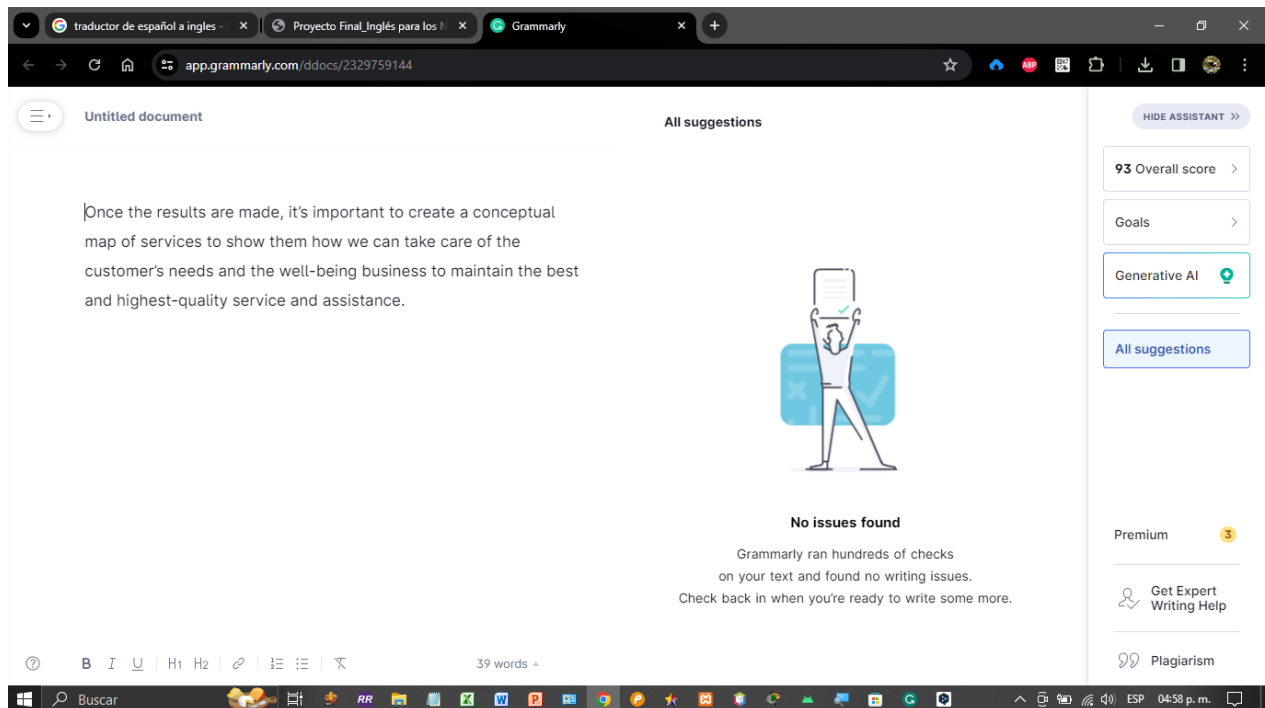 traductor de español a ingles -
Proyecto Final_Inglés para los N
Grammarly
app.grammarly.com/ddocs/2329759144
ABP
Untitled document
All suggestions
HIDE ASSISTANT
93 Overall score
Goals
Generative AI
All suggestions
Once the results are made, it's important to create a conceptual
map of services to show them how we can take care of the
customer's needs and the well-being business to maintain the best
and highest-quality service and assistance.
No issues found
Grammarly ran hundreds of checks
on your text and found no writing issues.
Check back in when you're ready to write some more.
Premium 3
Get Expert
Writing Help
Plagiarism
B I U H1 H2
39 words
Buscar
RR
ESP 04:58 p. m.